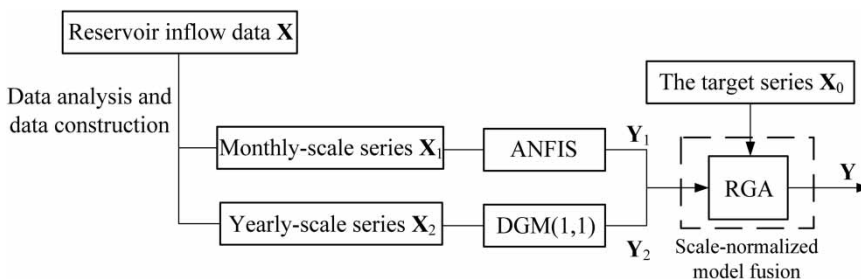 Reservoir inflow data X
Data analysis and
data construction
The target series X0
Monthly-scale series X1
ANFIS
Y1
RGA
Y
Yearly-scale series X2
DGM(1,1)
Y2
Scale-normalized
model fusion